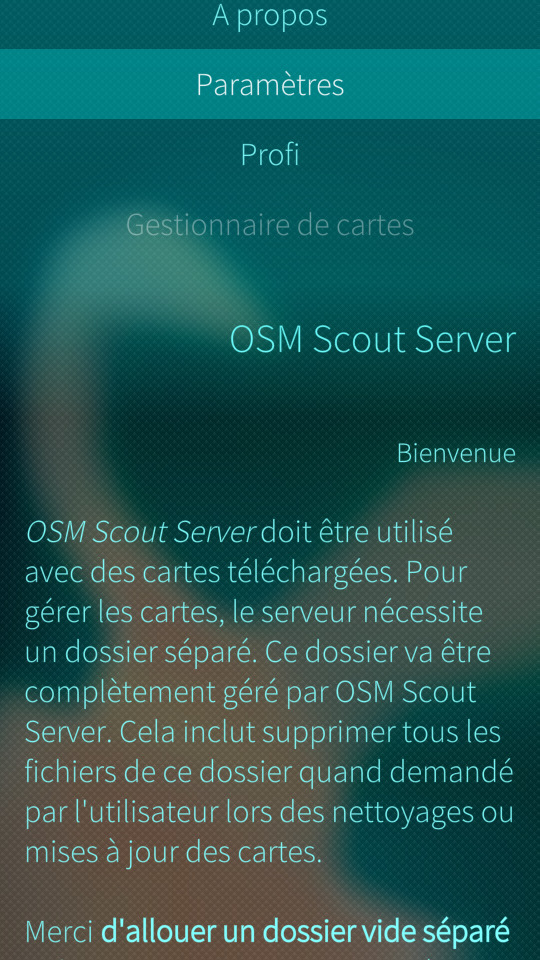 A propos
Paramètres
Profi
Gestionnaire de cartes
OSM Scout Server
Bienvenue
OSM Scout Server doit être utilisé
avec des cartes téléchargées. Pour
gérer les cartes, le serveur nécessite
un dossier séparé. Ce dossier va être
complètement géré par OSM Scout
Server. Cela inclut supprimer tous les
fichiers de ce dossier quand demandé
par l'utilisateur lors des nettoyages ou
mises à jour des cartes.
Merci d'allouer un dossier vide séparé